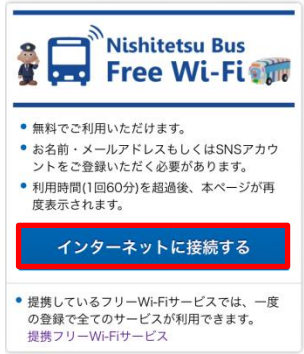 Nishitetsu Bus
Free Wi-Fi
• 無料でご利用いただけます。
• お名前・メールアドレスもしくはSNSアカウ
ントをご登録いただく必要があります。
• 利用時間(1回60分)を超過後、本ページが再
度表示されます。
インターネットに接続する
• 提携しているフリーWi-Fiサービスでは、一度
の登録で全てのサービスが利用できます。
提携フリーWi-Fiサービス